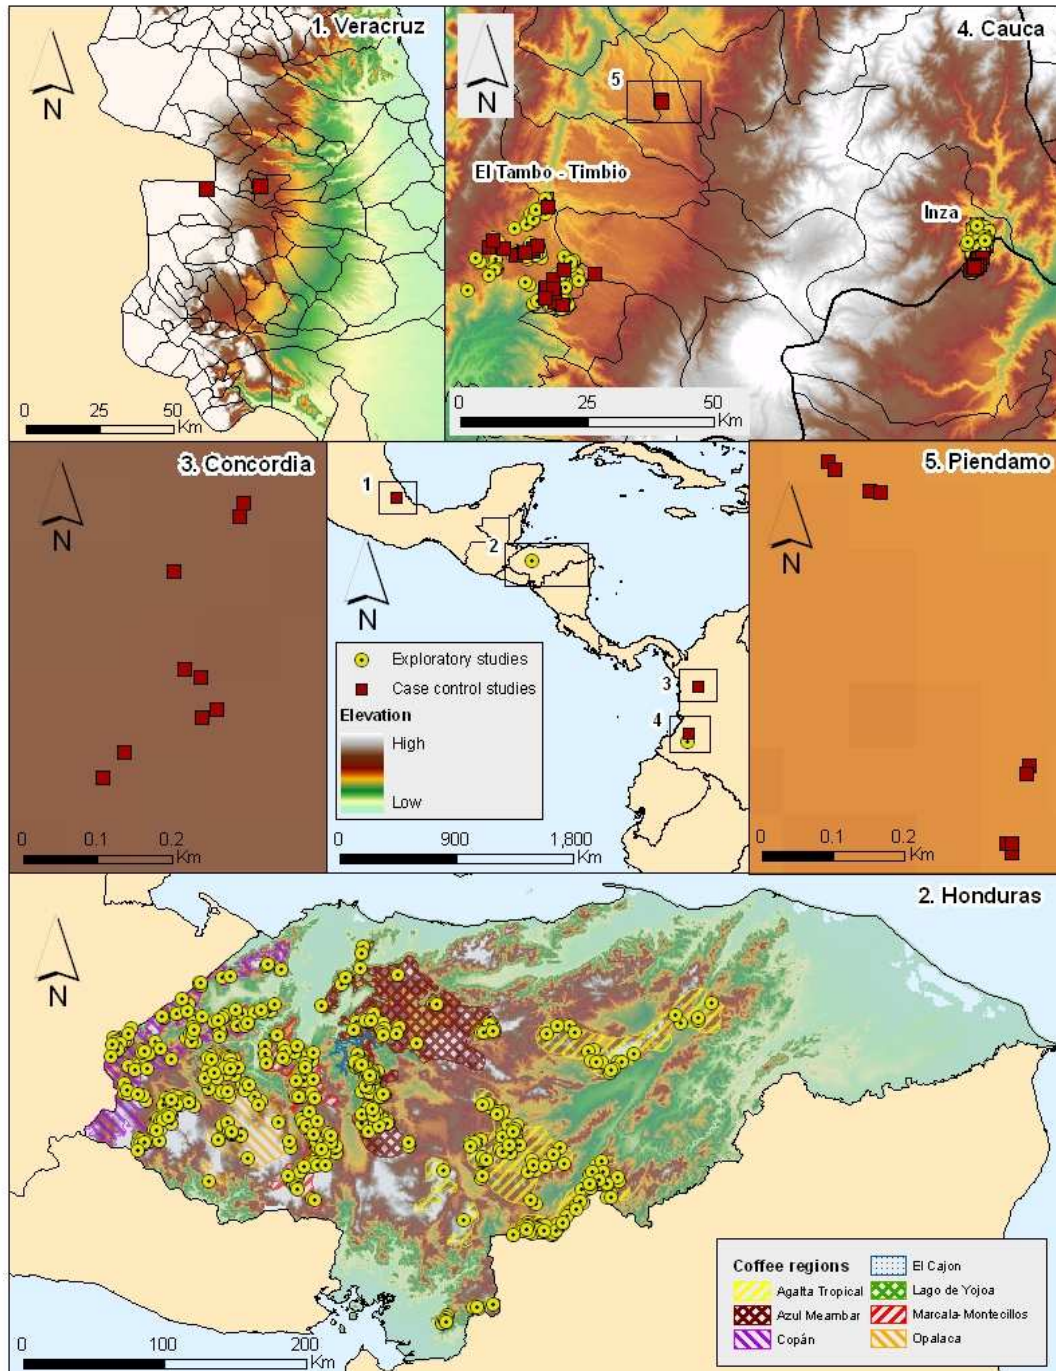 1. Veracruz
N
0 25 50
Km
4. Cauca
N
5
El Tambo - Timbio
Inza
0 25 50
Km
3. Concordia
N
0 0.1 0.2
Km
1
2
N
3
4
Exploratory studies
Case control studies
Elevation
High
Low
0 900 1,800
Km
5. Piendamo
N
0 0.1 0.2
Km
2. Honduras
N
0 100 200
Km
Coffee regions
Agalta Tropical
Azul Meambar
Copán
El Cajon
Lago de Yojoa
Marcala-Montecillos
Opalaca